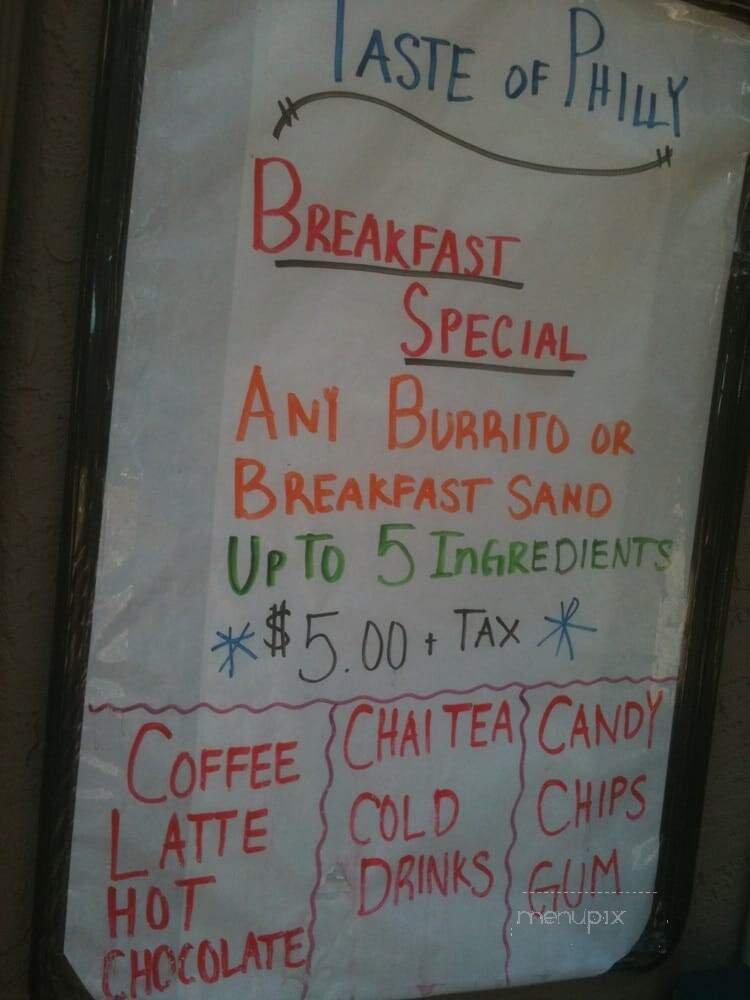 TASTE OF PHILLY
BREAKFAST
SPECIAL
ANY BURRITO OR
BREAKFAST SAND
UP TO 5 INGREDIENTS
*$5.00 + TAX *
COFFEE
LATTE
HOT
CHOCOLATE
CHAI TEA
COLD
DRINKS
CANDY
CHIPS
GUM
menupix